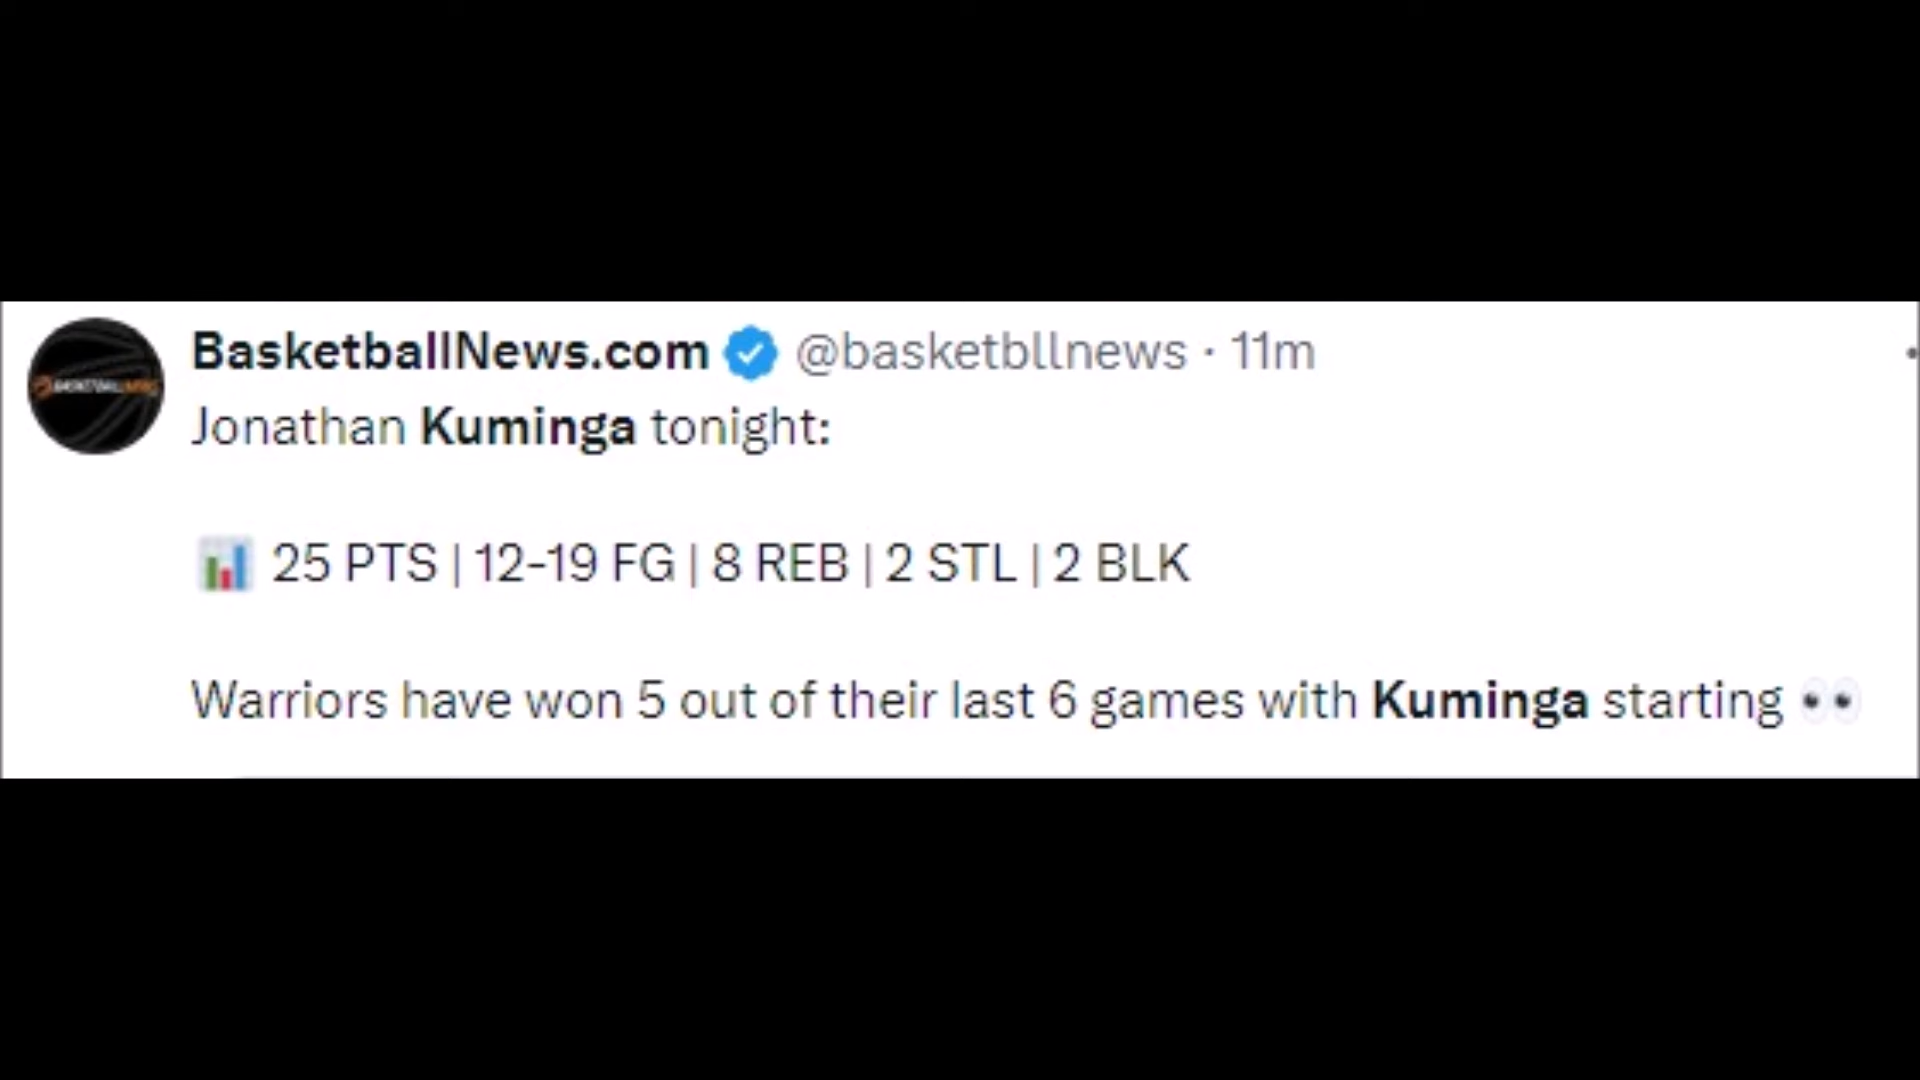 BasketballNews.com @basketbllnews · 11m
Jonathan Kuminga tonight:
📊 25 PTS | 12-19 FG | 8 REB | 2 STL | 2 BLK
Warriors have won 5 out of their last 6 games with Kuminga starting 👀